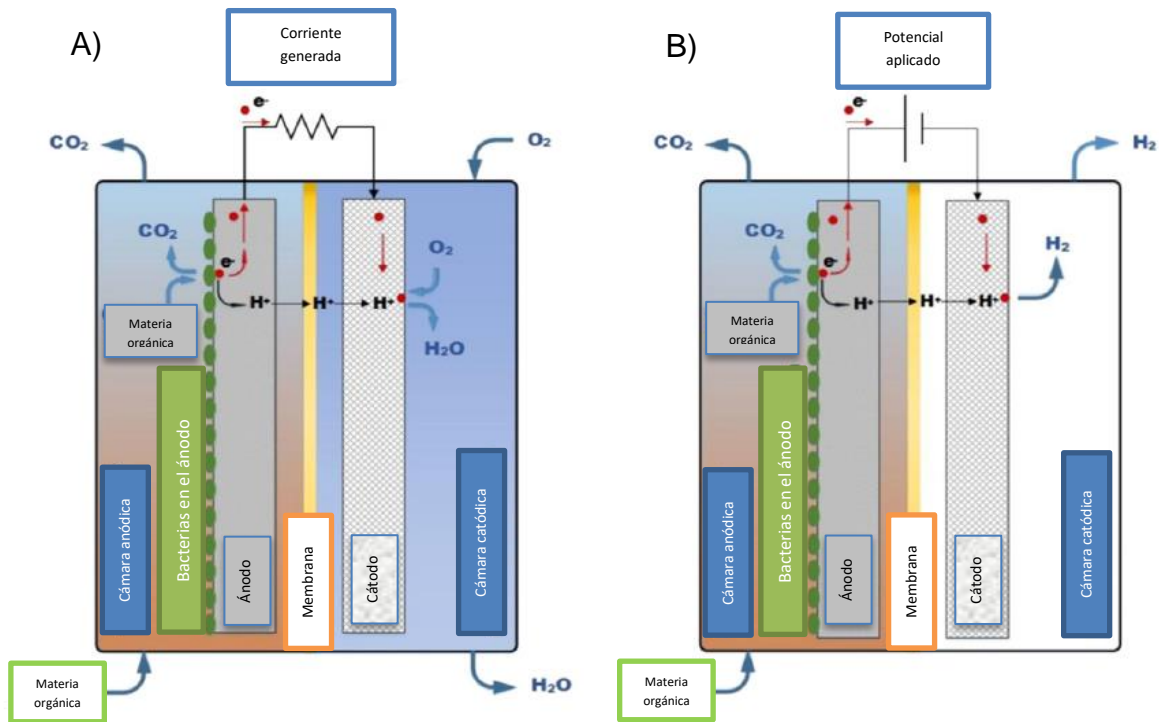 A)
Corriente
generada
e-
CO₂
O₂
CO₂
e-
O₂
H⁺
H⁺
H⁺
Materia
orgánica
H₂O
Cámara anódica
Bacterias en el ánodo
Ánodo
Membrana
Cátodo
Cámara catódica
Materia
orgánica
H₂O
B)
Potencial
aplicado
e-
CO₂
H₂
CO₂
e-
H₂
H⁺
H⁺
H⁺
Materia
orgánica
Cámara anódica
Bacterias en el ánodo
Ánodo
Membrana
Cátodo
Cámara catódica
Materia
orgánica